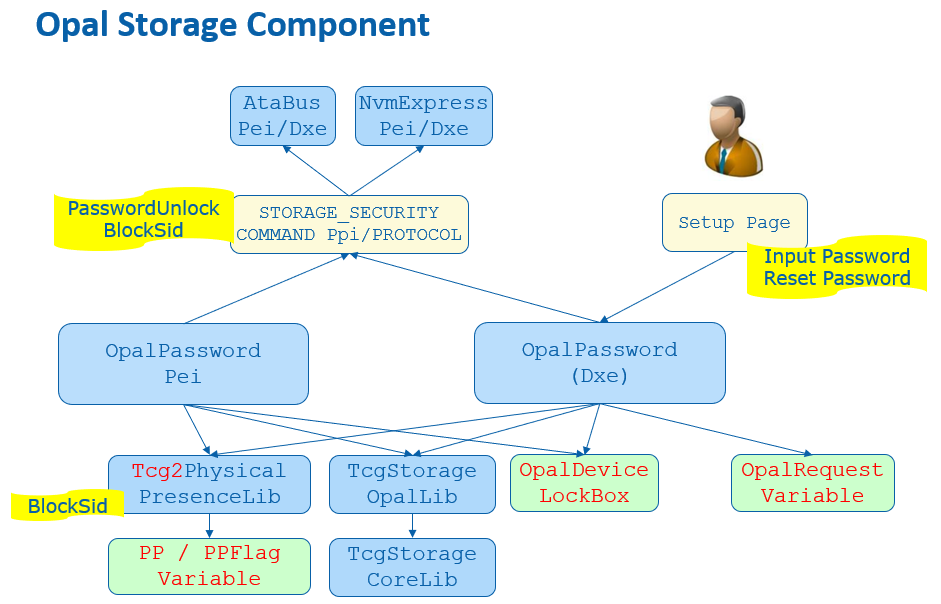 Opal Storage Component
AtaBus
Pei/Dxe
NvmExpress
Pei/Dxe
PasswordUnlock
BlockSid
STORAGE_SECURITY
COMMAND Ppi/PROTOCOL
Setup Page
Input Password
Reset Password
OpalPassword
Pei
OpalPassword
(Dxe)
Tcg2Physical
PresenceLib
TcgStorage
OpalLib
OpalDevice
LockBox
OpalRequest
Variable
BlockSid
PP / PPFlag
Variable
TcgStorage
CoreLib